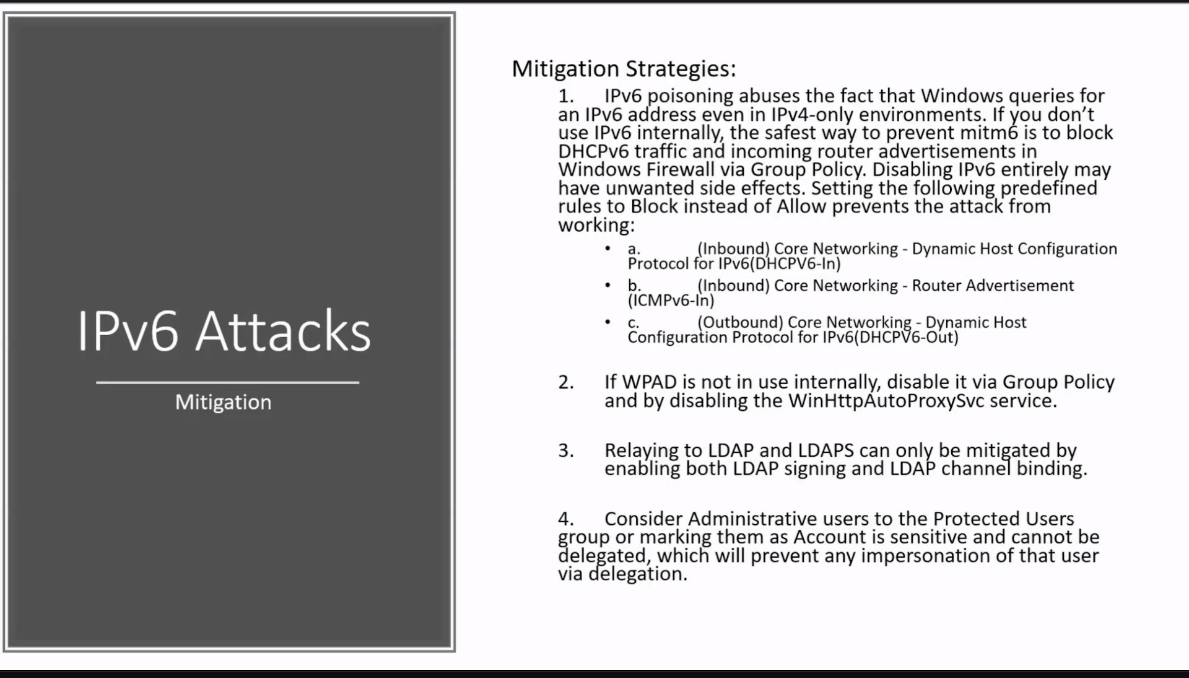 IPv6 Attacks
Mitigation
Mitigation Strategies:
1. IPv6 poisoning abuses the fact that Windows queries for
an IPv6 address even in IPv4-only environments. If you don’t
use IPv6 internally, the safest way to prevent mitm6 is to block
DHCPv6 traffic and incoming router advertisements in
Windows Firewall via Group Policy. Disabling IPv6 entirely may
have unwanted side effects. Setting the following predefined
rules to Block instead of Allow prevents the attack from
working:
• a. (Inbound) Core Networking - Dynamic Host Configuration
Protocol for IPv6(DHCPV6-In)
• b. (Inbound) Core Networking - Router Advertisement
(ICMPv6-In)
• c. (Outbound) Core Networking - Dynamic Host
Configuration Protocol for IPv6(DHCPV6-Out)
2. If WPAD is not in use internally, disable it via Group Policy
and by disabling the WinHttpAutoProxySvc service.
3. Relaying to LDAP and LDAPS can only be mitigated by
enabling both LDAP signing and LDAP channel binding.
4. Consider Administrative users to the Protected Users
group or marking them as Account is sensitive and cannot be
delegated, which will prevent any impersonation of that user
via delegation.